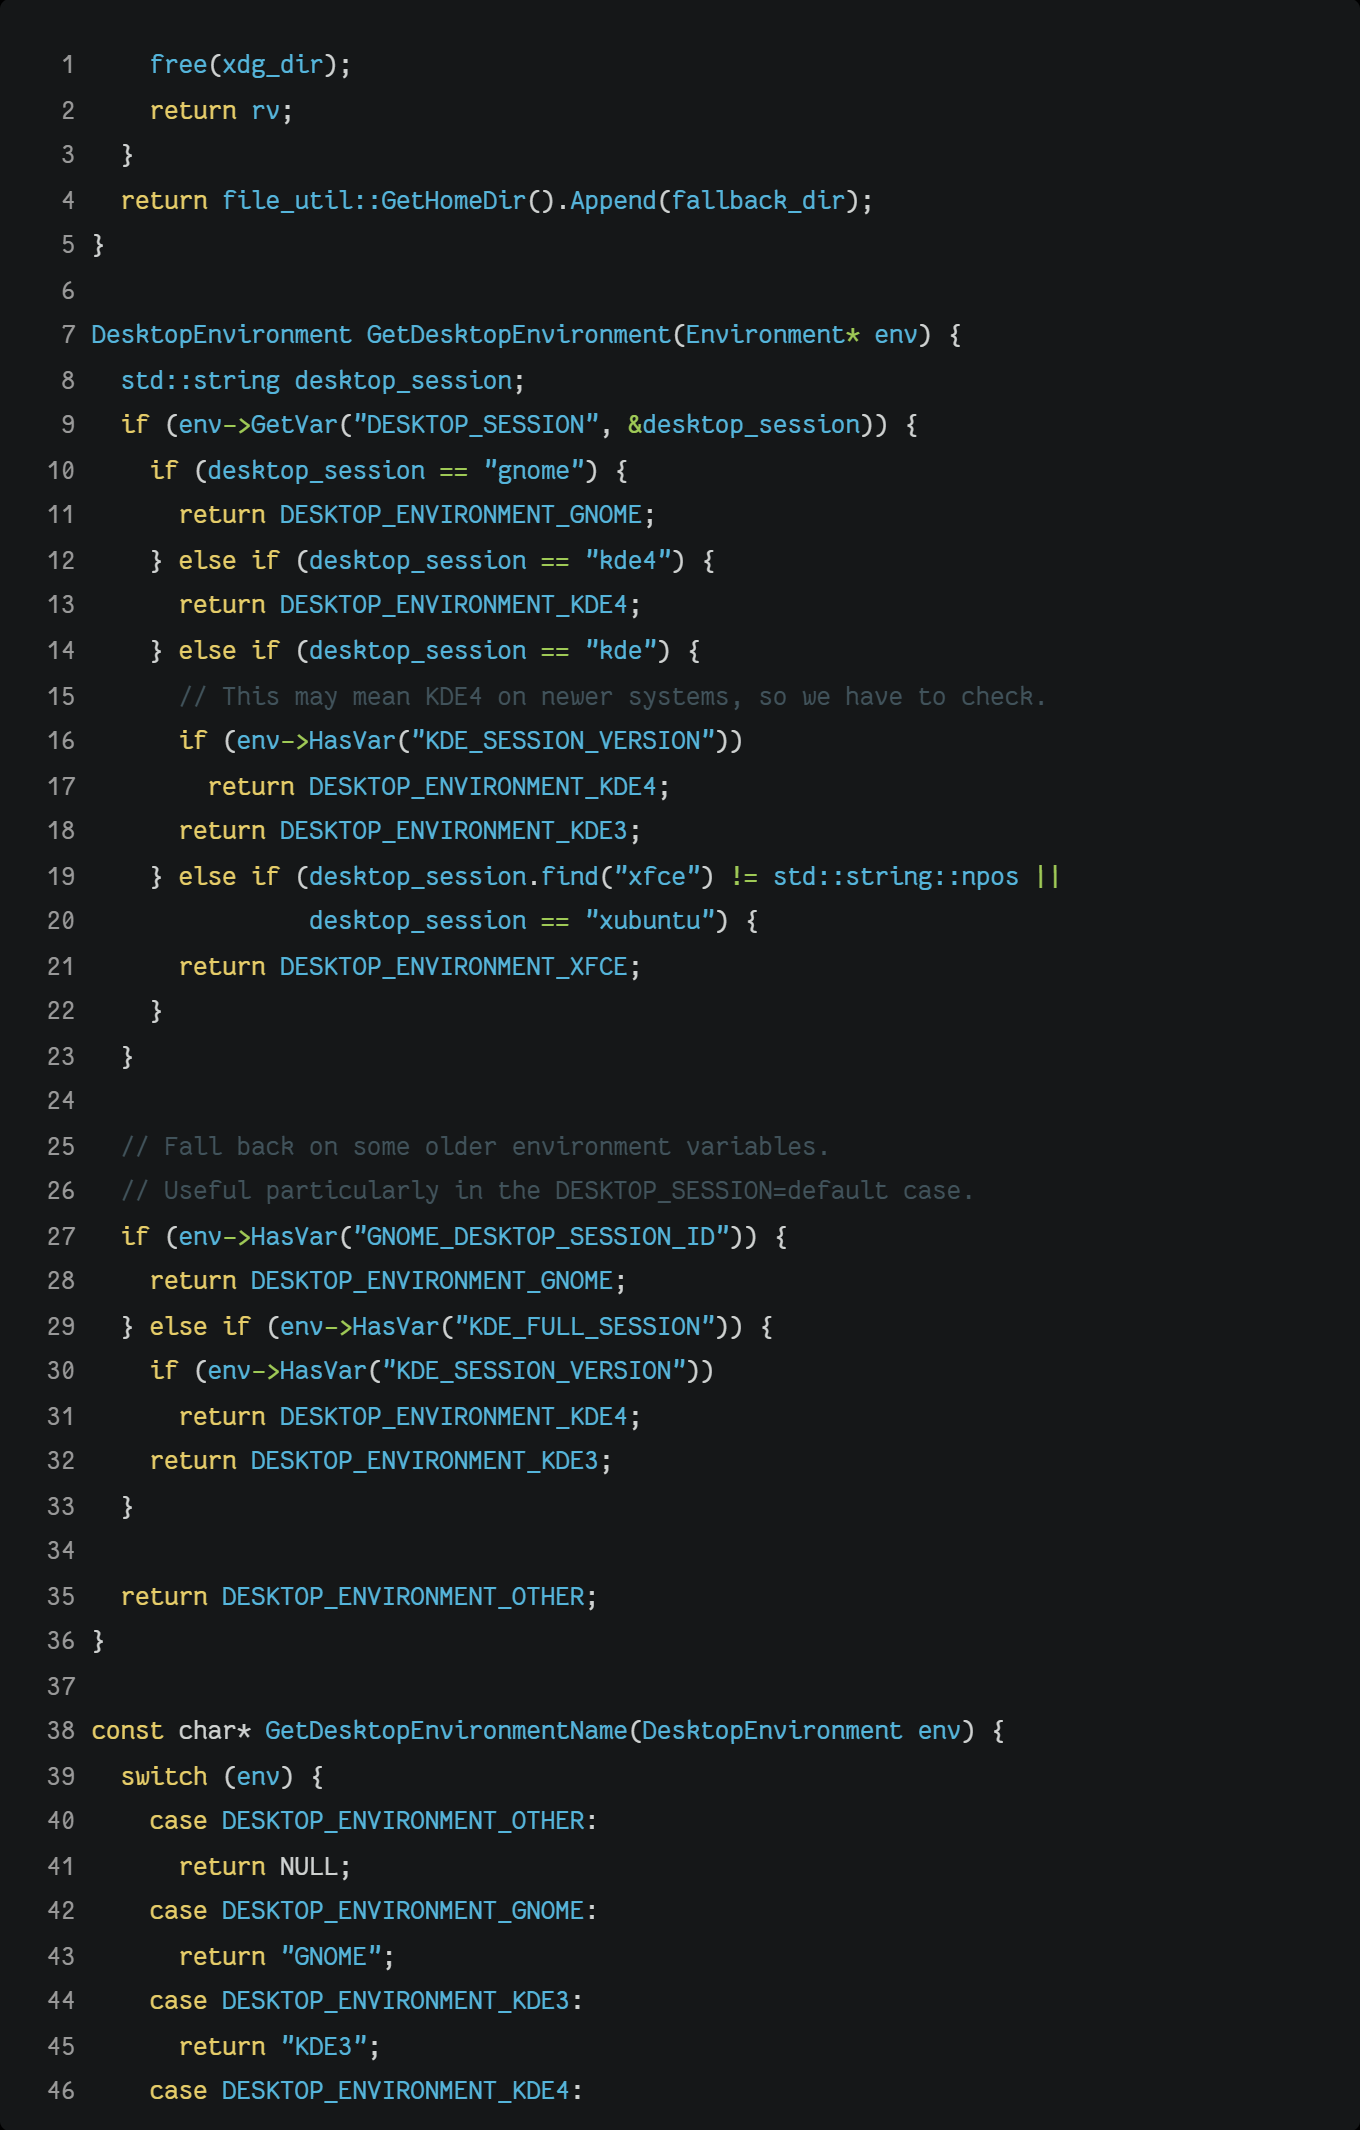 1     free(xdg_dir);
2     return rv;
3   }
4   return file_util::GetHomeDir().Append(fallback_dir);
5 }
6
7 DesktopEnvironment GetDesktopEnvironment(Environment* env) {
8   std::string desktop_session;
9   if (env->GetVar("DESKTOP_SESSION", &desktop_session)) {
10     if (desktop_session == "gnome") {
11       return DESKTOP_ENVIRONMENT_GNOME;
12     } else if (desktop_session == "kde4") {
13       return DESKTOP_ENVIRONMENT_KDE4;
14     } else if (desktop_session == "kde") {
15       // This may mean KDE4 on newer systems, so we have to check.
16       if (env->HasVar("KDE_SESSION_VERSION"))
17         return DESKTOP_ENVIRONMENT_KDE4;
18       return DESKTOP_ENVIRONMENT_KDE3;
19     } else if (desktop_session.find("xfce") != std::string::npos ||
20                desktop_session == "xubuntu") {
21       return DESKTOP_ENVIRONMENT_XFCE;
22     }
23   }
24
25   // Fall back on some older environment variables.
26   // Useful particularly in the DESKTOP_SESSION=default case.
27   if (env->HasVar("GNOME_DESKTOP_SESSION_ID")) {
28     return DESKTOP_ENVIRONMENT_GNOME;
29   } else if (env->HasVar("KDE_FULL_SESSION")) {
30     if (env->HasVar("KDE_SESSION_VERSION"))
31       return DESKTOP_ENVIRONMENT_KDE4;
32     return DESKTOP_ENVIRONMENT_KDE3;
33   }
34
35   return DESKTOP_ENVIRONMENT_OTHER;
36 }
37
38 const char* GetDesktopEnvironmentName(DesktopEnvironment env) {
39   switch (env) {
40     case DESKTOP_ENVIRONMENT_OTHER:
41       return NULL;
42     case DESKTOP_ENVIRONMENT_GNOME:
43       return "GNOME";
44     case DESKTOP_ENVIRONMENT_KDE3:
45       return "KDE3";
46     case DESKTOP_ENVIRONMENT_KDE4: